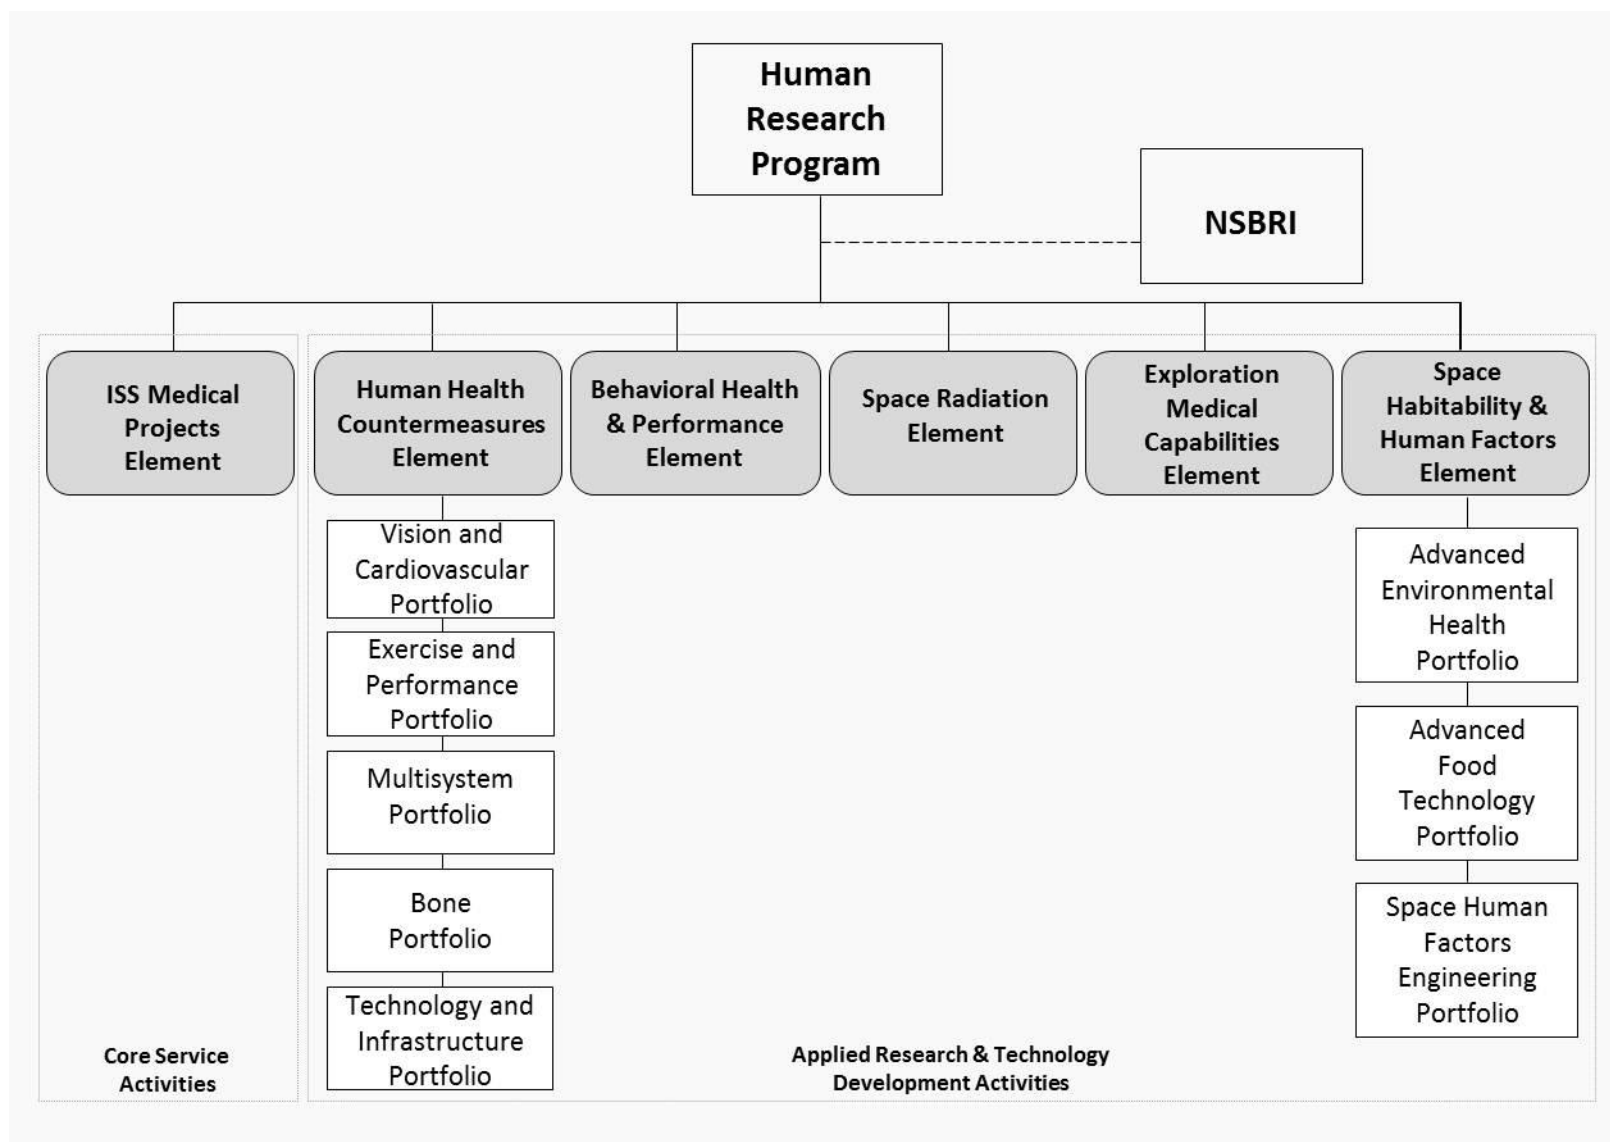 Human
Research
Program
NSBRI
ISS Medical
Projects
Element
Human Health
Countermeasures
Element
Behavioral Health
& Performance
Element
Space Radiation
Element
Exploration
Medical
Capabilities
Element
Space
Habitability &
Human Factors
Element
Vision and
Cardiovascular
Portfolio
Exercise and
Performance
Portfolio
Multisystem
Portfolio
Bone
Portfolio
Technology and
Infrastructure
Portfolio
Advanced
Environmental
Health
Portfolio
Advanced
Food
Technology
Portfolio
Space Human
Factors
Engineering
Portfolio
Core Service
Activities
Applied Research & Technology
Development Activities